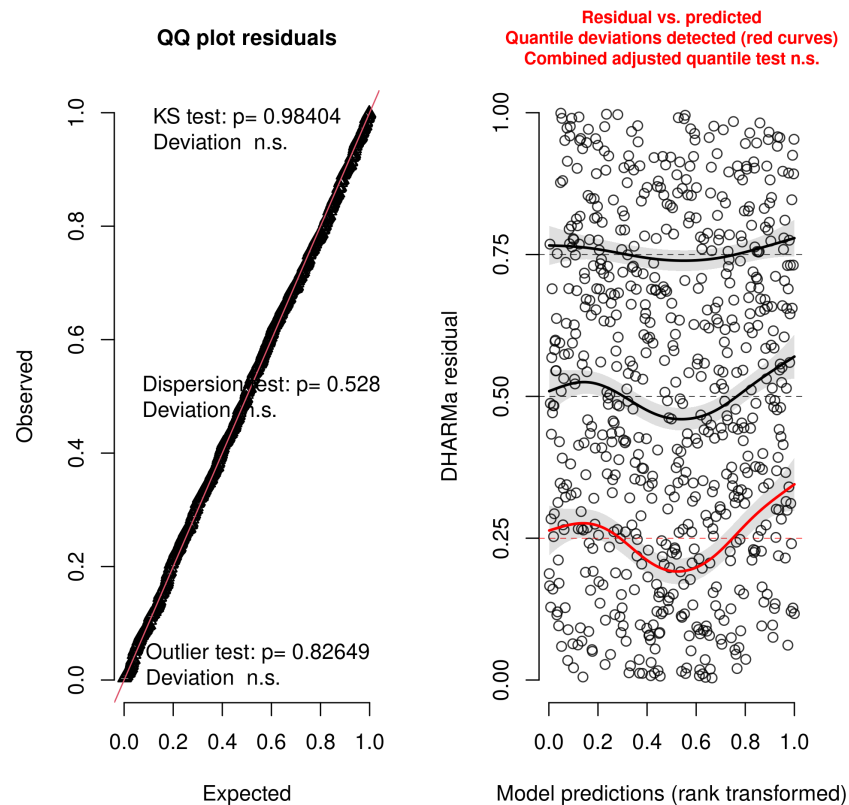 QQ plot residuals
KS test: p= 0.98404
Deviation n.s.
Dispersion test: p= 0.528
Deviation n.s.
Outlier test: p= 0.82649
Deviation n.s.
Observed
0.0 0.2 0.4 0.6 0.8 1.0
0.0 0.2 0.4 0.6 0.8 1.0
Expected
Residual vs. predicted
Quantile deviations detected (red curves)
Combined adjusted quantile test n.s.
DHARMa residual
0.00 0.25 0.50 0.75 1.00
0.0 0.2 0.4 0.6 0.8 1.0
Model predictions (rank transformed)